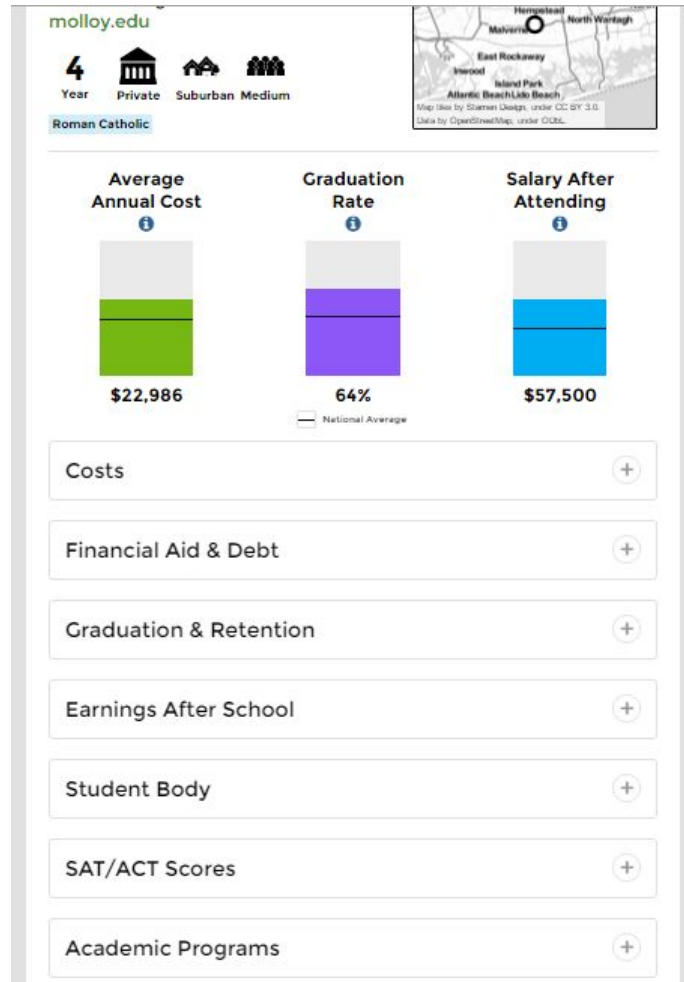 molloy.edu
4
Year Private Suburban Medium
Roman Catholic
Hempstead
North Wantagh
Malverne
East Rockaway
Inwood
Island Park
Atlantic Beach Lido Beach
Map tiles by Stamen Design, under CC BY 3.0.
Data by OpenStreetMap, under ODbL.
Average
Annual Cost
Graduation
Rate
Salary After
Attending
$22,986
64%
$57,500
National Average
Costs
Financial Aid & Debt
Graduation & Retention
Earnings After School
Student Body
SAT/ACT Scores
Academic Programs